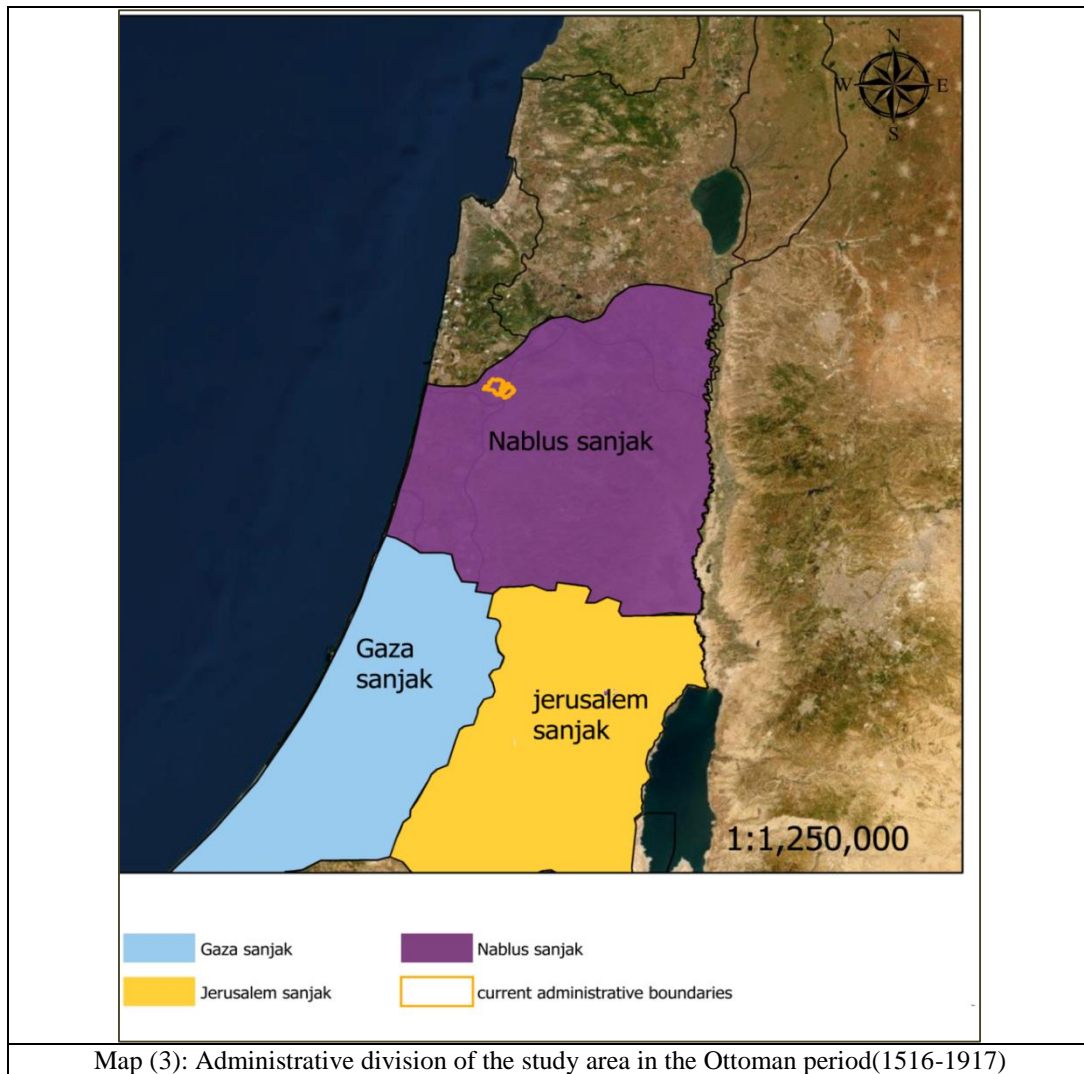 N
W E
S
Nablus sanjak
Gaza
sanjak
jerusalem
sanjak
1:1,250,000
Gaza sanjak
Nablus sanjak
Jerusalem sanjak
current administrative boundaries
Map (3): Administrative division of the study area in the Ottoman period(1516-1917)